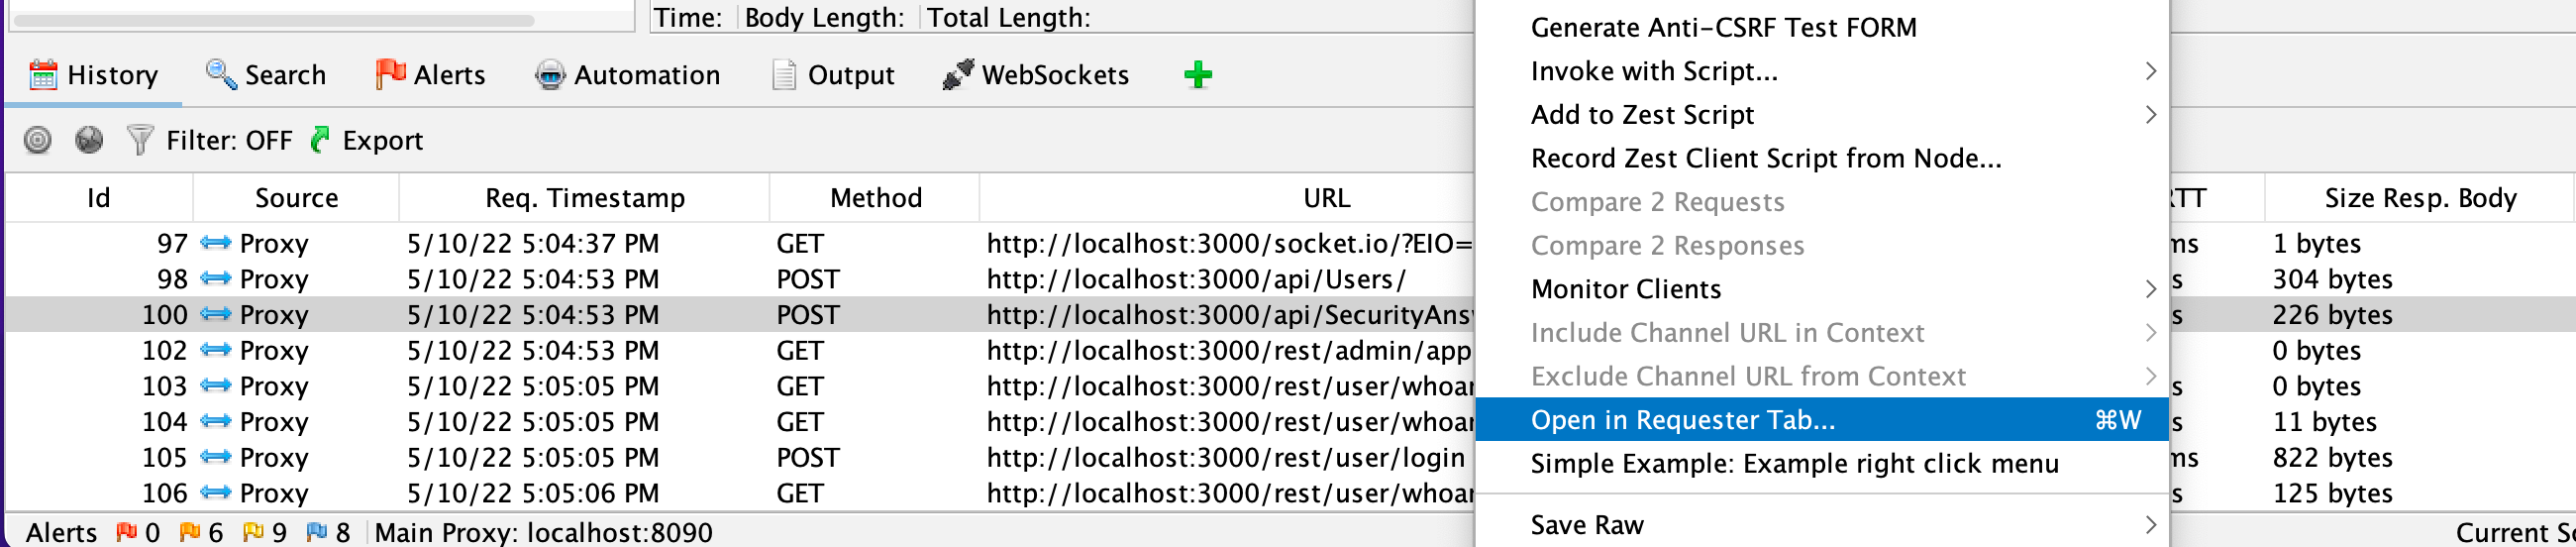 Time: Body Length: Total Length:
Generate Anti-CSRF Test FORM
History Search Alerts Automation Output WebSockets
Invoke with Script...
Add to Zest Script
Filter: OFF Export
Record Zest Client Script from Node...
Id Source Req. Timestamp Method URL Size Resp. Body
Compare 2 Requests
97 Proxy 5/10/22 5:04:37 PM GET http://localhost:3000/socket.io/?EIO= ms 1 bytes
Compare 2 Responses
98 Proxy 5/10/22 5:04:53 PM POST http://localhost:3000/api/Users/ s 304 bytes
Monitor Clients
100 Proxy 5/10/22 5:04:53 PM POST http://localhost:3000/api/SecurityAns s 226 bytes
Include Channel URL in Context
102 Proxy 5/10/22 5:04:53 PM GET http://localhost:3000/rest/admin/app 0 bytes
Exclude Channel URL from Context
103 Proxy 5/10/22 5:05:05 PM GET http://localhost:3000/rest/user/whoa s 0 bytes
Open in Requester Tab... ⌘W
104 Proxy 5/10/22 5:05:05 PM GET http://localhost:3000/rest/user/whoa s 11 bytes
105 Proxy 5/10/22 5:05:05 PM POST http://localhost:3000/rest/user/login ms 822 bytes
Simple Example: Example right click menu
106 Proxy 5/10/22 5:05:06 PM GET http://localhost:3000/rest/user/whoa s 125 bytes
Save Raw
Alerts 0 6 9 8 Main Proxy: localhost:8090 Current